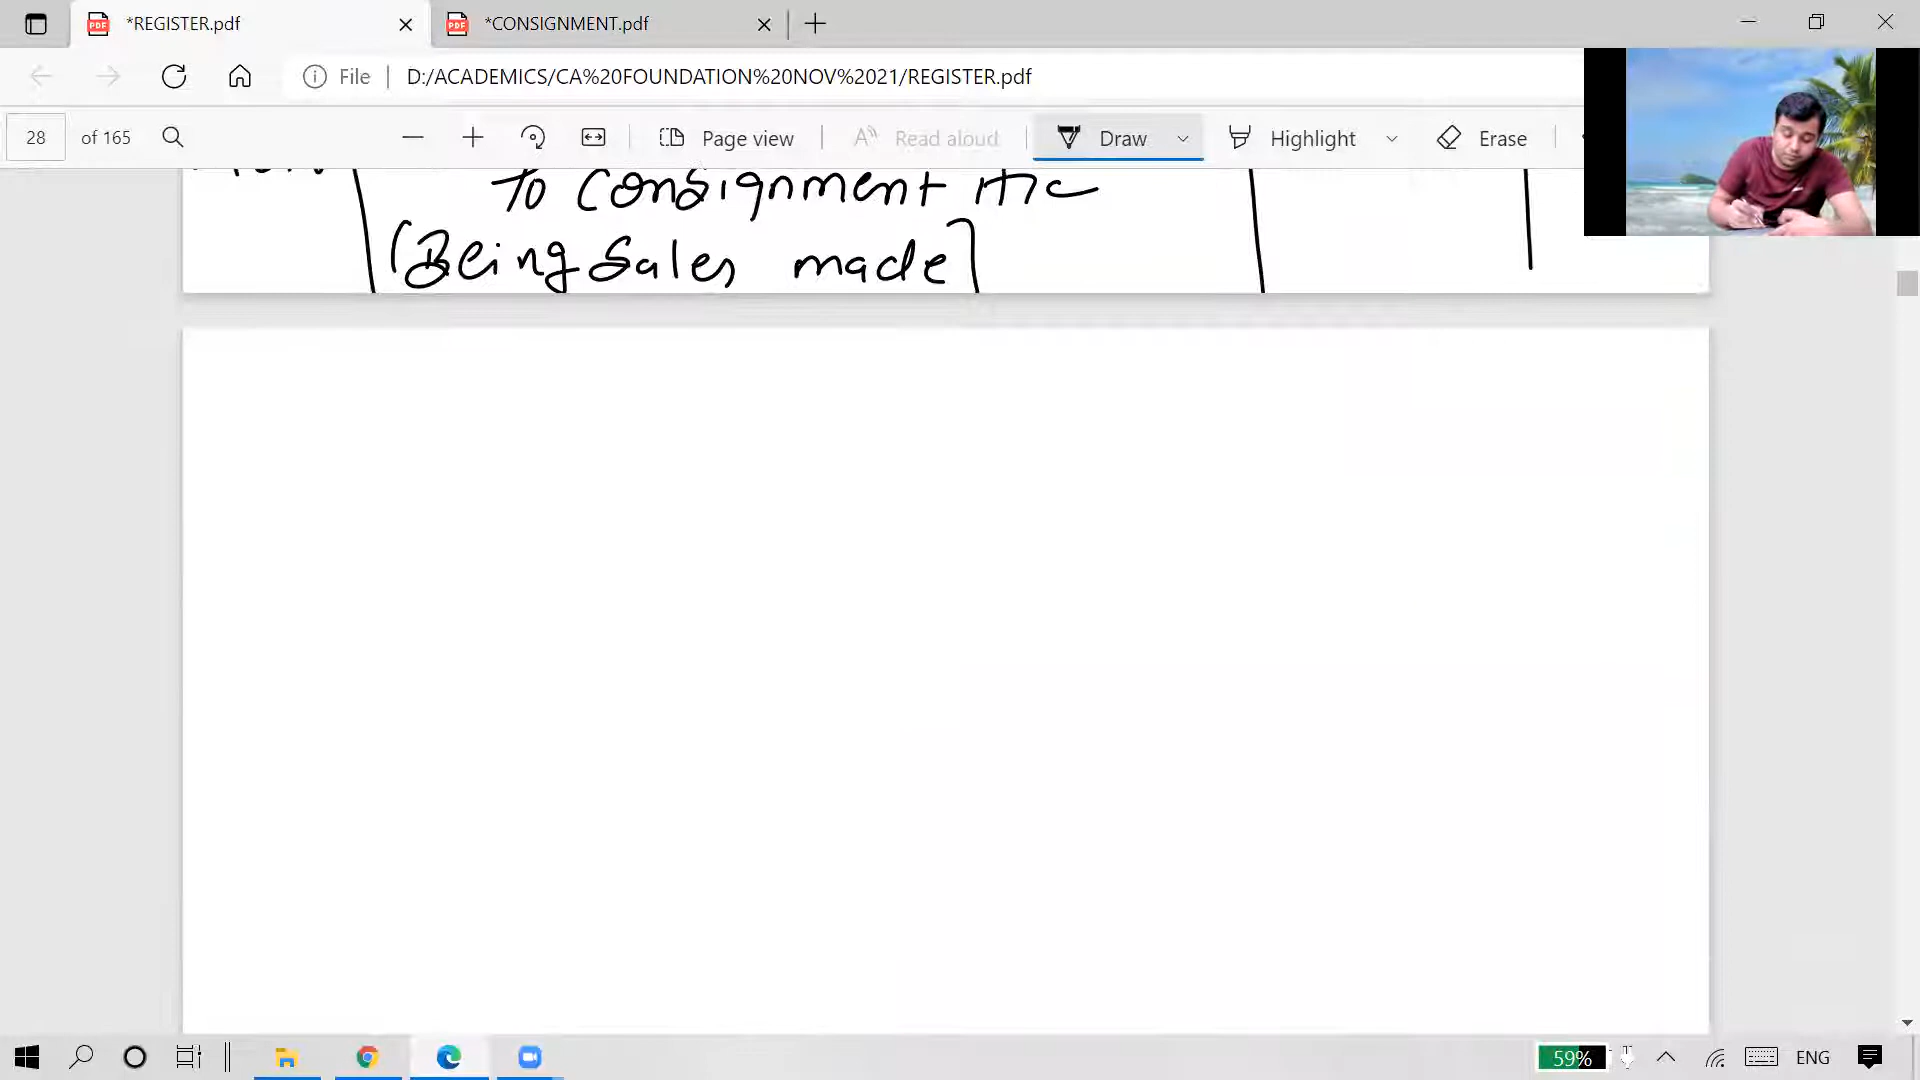 *REGISTER.pdf
*CONSIGNMENT.pdf
File
D:/ACADEMICS/CA%20FOUNDATION%20NOV%2021/REGISTER.pdf
28 of 165
Page view
Read aloud
Draw
Highlight
Erase
To Consignment
(Being Sales made]
59%
ENG